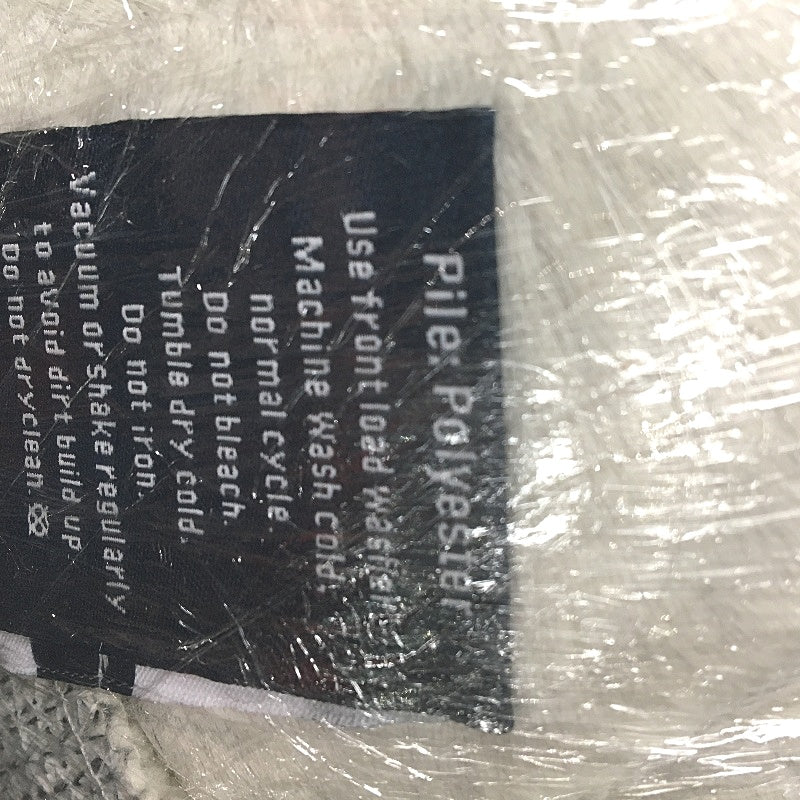 Pile: Polyester
Use front load washer.
Machine wash cold,
normal cycle.
Do not bleach.
Tumble dry cold.
Do not iron.
Vacuum or shake regularly
to avoid dirt build up
Do not dryclean.